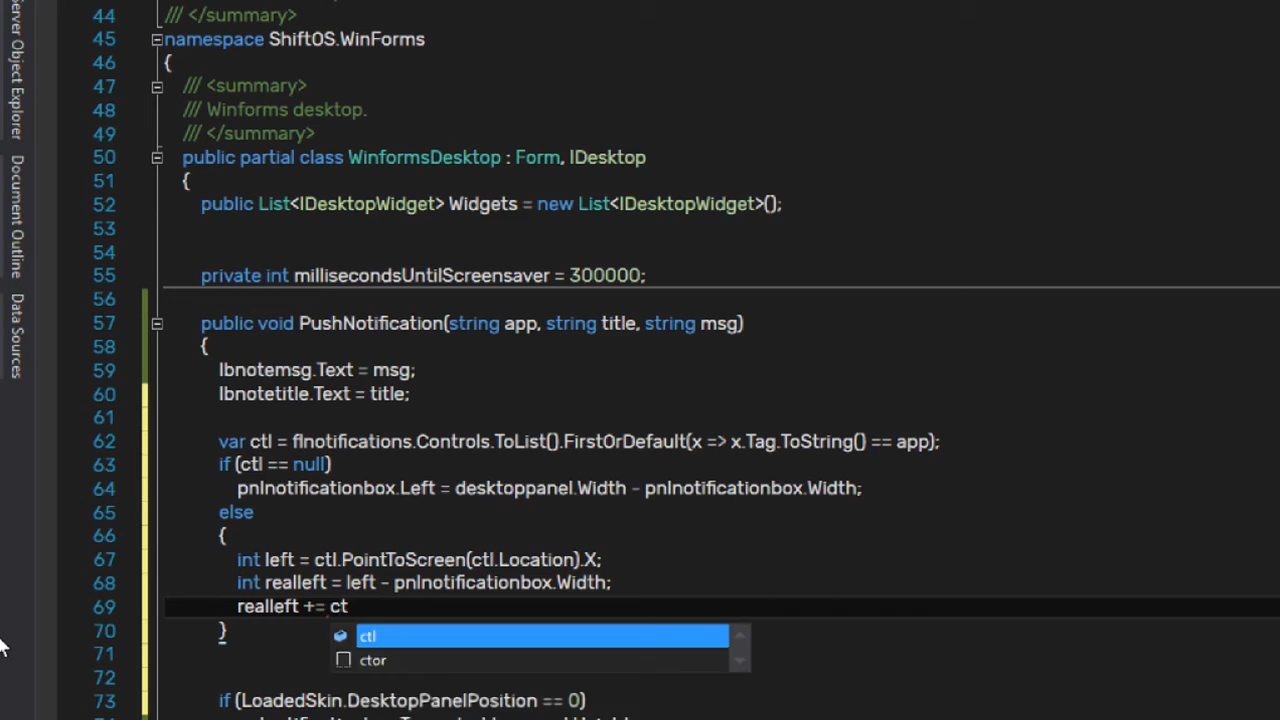 Server Object Explorer
Document Outline
Data Sources
44 /// </summary>
45 namespace ShiftOS.WinForms
46 {
47 /// <summary>
48 /// Winforms desktop.
49 /// </summary>
50 public partial class WinformsDesktop : Form, IDesktop
51 {
52 public List<IDesktopWidget> Widgets = new List<IDesktopWidget>();
53
54
55 private int millisecondsUntilScreensaver = 300000;
56
57 public void PushNotification(string app, string title, string msg)
58 {
59 lbnotemsg.Text = msg;
60 lbnotetitle.Text = title;
61
62 var ctl = flnotifications.Controls.ToList().FirstOrDefault(x => x.Tag.ToString() == app);
63 if (ctl == null)
64 pnlnotificationbox.Left = desktoppanel.Width - pnlnotificationbox.Width;
65 else
66 {
67 int left = ctl.PointToScreen(ctl.Location).X;
68 int realleft = left - pnlnotificationbox.Width;
69 realleft += ct
70 }
ctl
ctor
71
72
73 if (LoadedSkin.DesktopPanelPosition == 0)